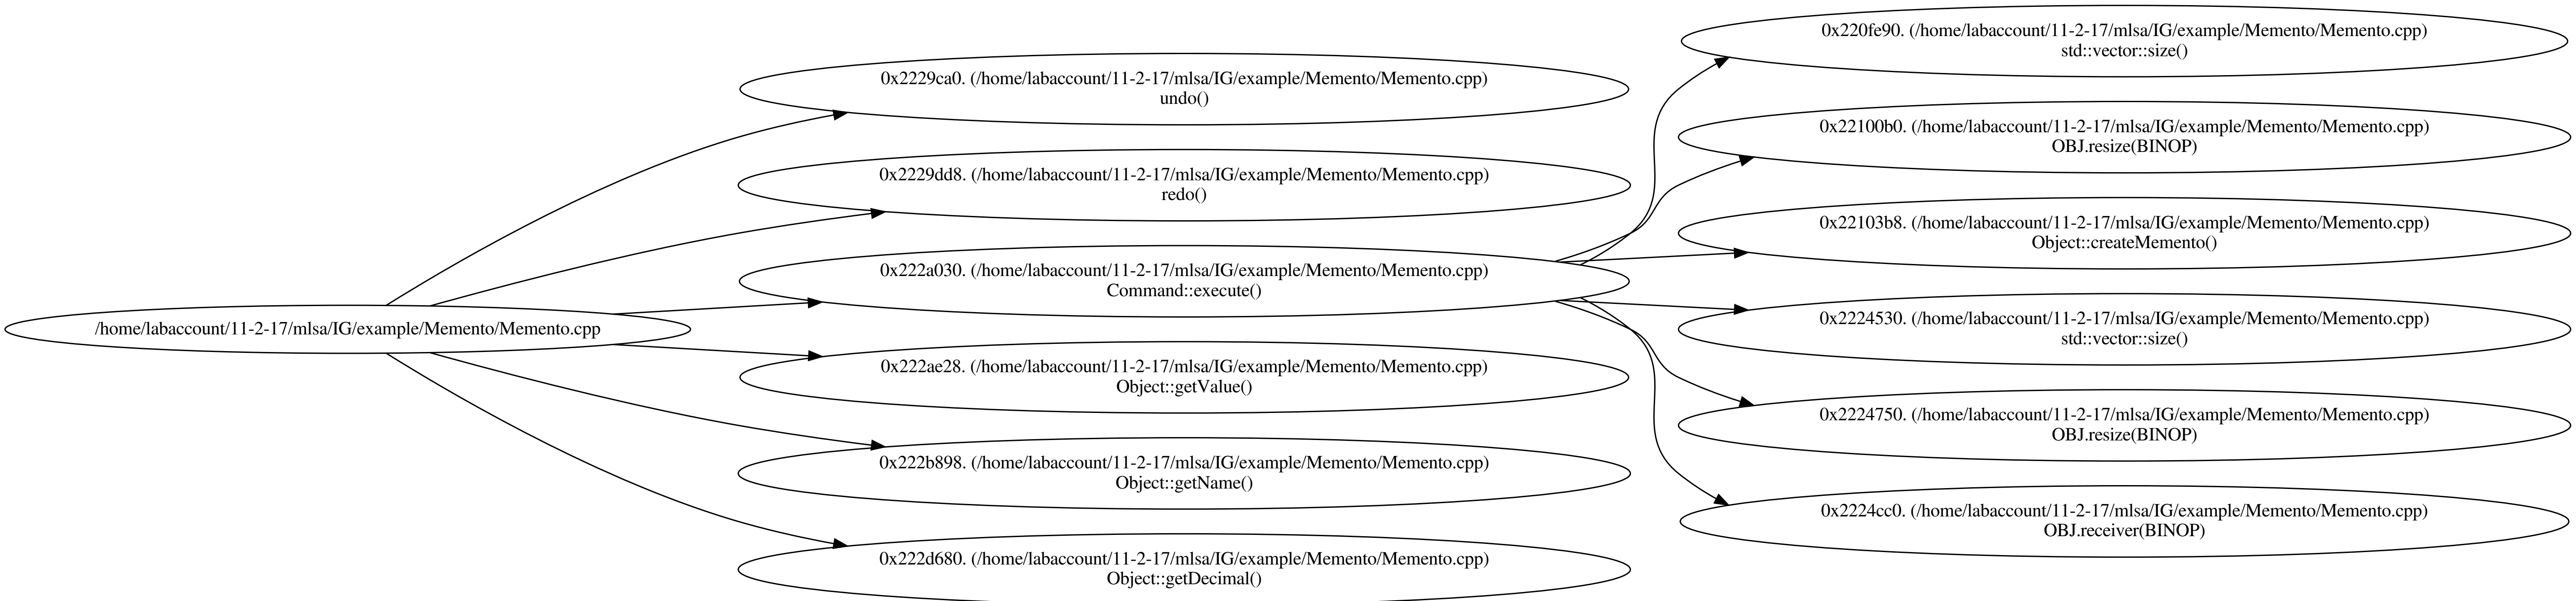 /home/labaccount/11-2-17/mlsa/IG/example/Memento/Memento.cpp
0x2229ca0. (/home/labaccount/11-2-17/mlsa/IG/example/Memento/Memento.cpp)
undo()
0x2229dd8. (/home/labaccount/11-2-17/mlsa/IG/example/Memento/Memento.cpp)
redo()
0x222a030. (/home/labaccount/11-2-17/mlsa/IG/example/Memento/Memento.cpp)
Command::execute()
0x222ae28. (/home/labaccount/11-2-17/mlsa/IG/example/Memento/Memento.cpp)
Object::getValue()
0x222b898. (/home/labaccount/11-2-17/mlsa/IG/example/Memento/Memento.cpp)
Object::getName()
0x222d680. (/home/labaccount/11-2-17/mlsa/IG/example/Memento/Memento.cpp)
Object::getDecimal()
0x220fe90. (/home/labaccount/11-2-17/mlsa/IG/example/Memento/Memento.cpp)
std::vector::size()
0x22100b0. (/home/labaccount/11-2-17/mlsa/IG/example/Memento/Memento.cpp)
OBJ.resize(BINOP)
0x22103b8. (/home/labaccount/11-2-17/mlsa/IG/example/Memento/Memento.cpp)
Object::createMemento()
0x2224530. (/home/labaccount/11-2-17/mlsa/IG/example/Memento/Memento.cpp)
std::vector::size()
0x2224750. (/home/labaccount/11-2-17/mlsa/IG/example/Memento/Memento.cpp)
OBJ.resize(BINOP)
0x2224cc0. (/home/labaccount/11-2-17/mlsa/IG/example/Memento/Memento.cpp)
OBJ.receiver(BINOP)